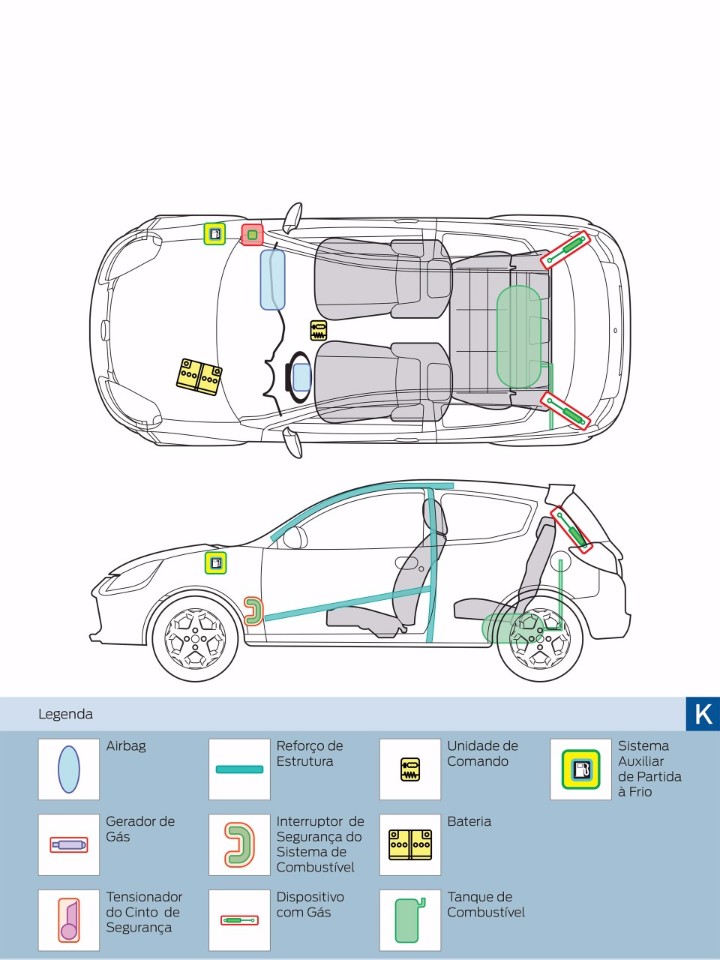 Legenda
K
Airbag
Reforço de
Estrutura
Unidade de
Comando
Sistema
Auxiliar
de Partida
à Frio
Gerador de
Gás
Interruptor de
Segurança do
Sistema de
Combustível
Bateria
Tensionador
do Cinto de
Segurança
Dispositivo
com Gás
Tanque de
Combustível